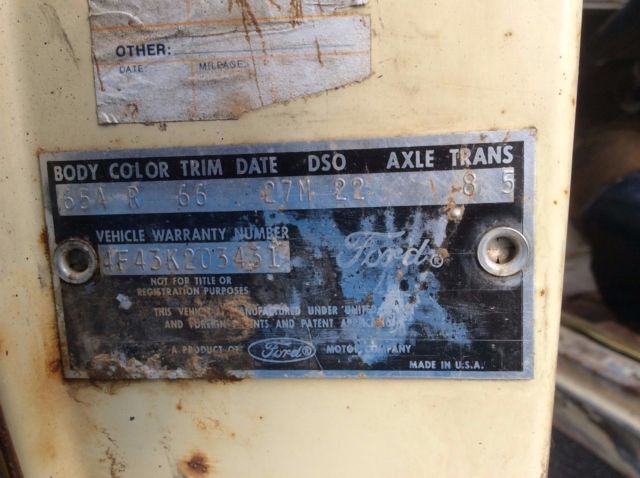 OTHER:
DATE MILEAGE
BODY COLOR TRIM DATE DSO AXLE TRANS
65A R 66 27M 22 8 5
VEHICLE WARRANTY NUMBER
4F43K203431
Ford
NOT FOR TITLE OR
REGISTRATION PURPOSES
THIS MANUFACTURED UNDER UNITED
AND FOREIGN AND PATENT
A PRODUCT OF Ford MOTOR COMPANY
MADE IN U.S.A.